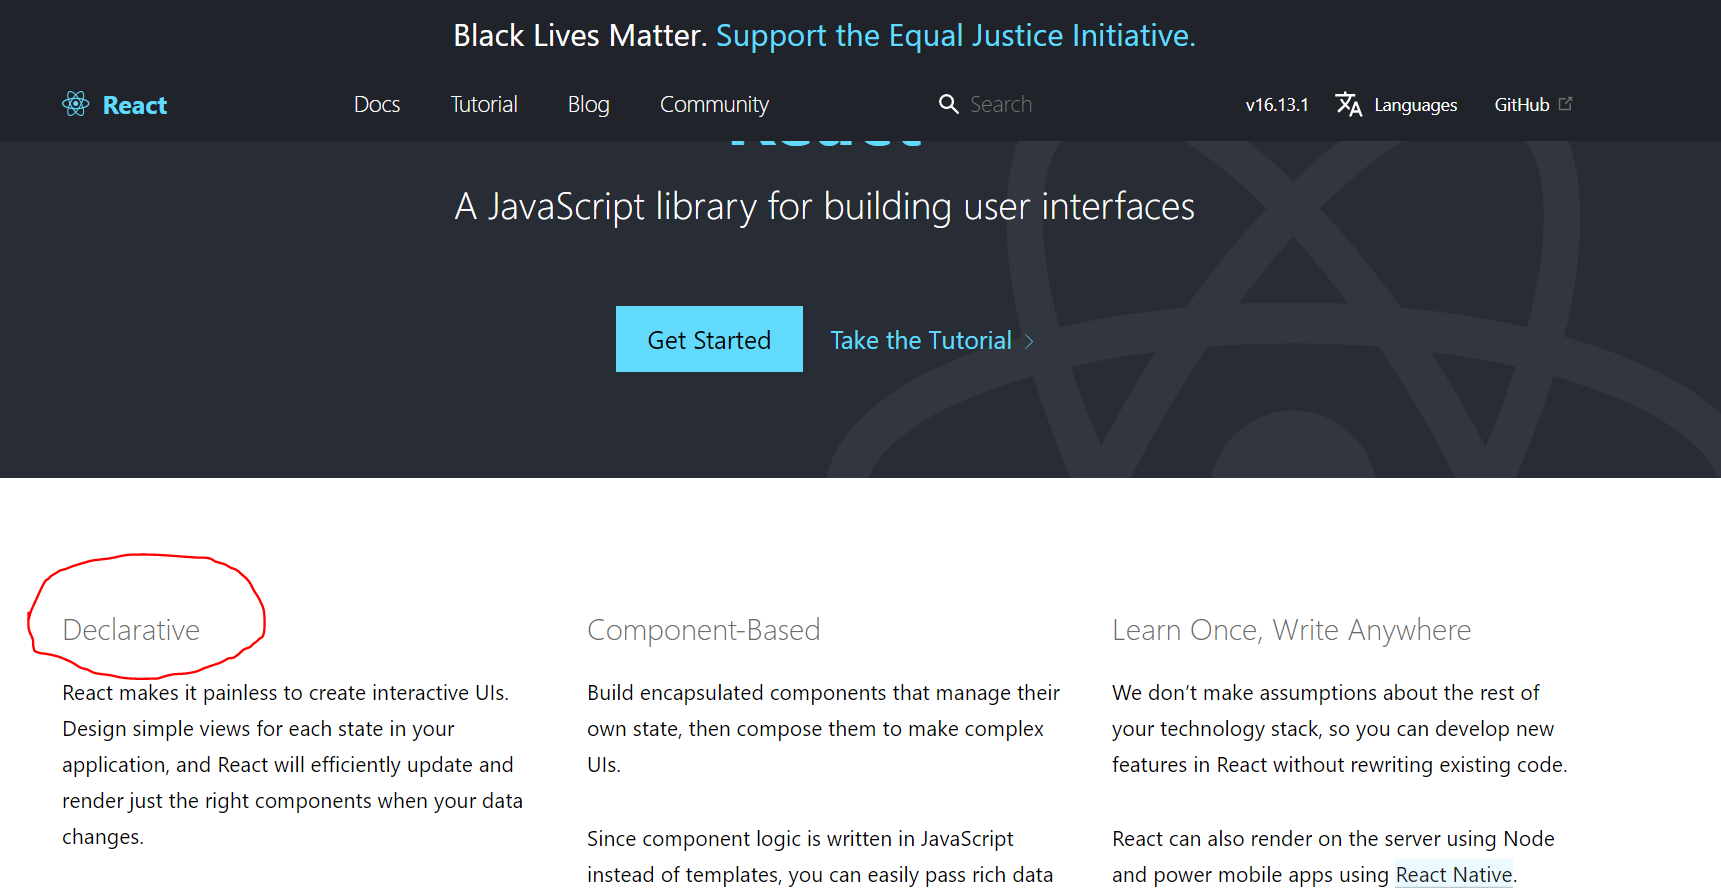 Black Lives Matter. Support the Equal Justice Initiative.
React Docs Tutorial Blog Community Search v16.13.1 Languages GitHub
React
A JavaScript library for building user interfaces
Get Started Take the Tutorial
Declarative
React makes it painless to create interactive UIs.
Design simple views for each state in your
application, and React will efficiently update and
render just the right components when your data
changes.
Component-Based
Build encapsulated components that manage their
own state, then compose them to make complex
UIs.
Since component logic is written in JavaScript
instead of templates, you can easily pass rich data
Learn Once, Write Anywhere
We don’t make assumptions about the rest of
your technology stack, so you can develop new
features in React without rewriting existing code.
React can also render on the server using Node
and power mobile apps using React Native.